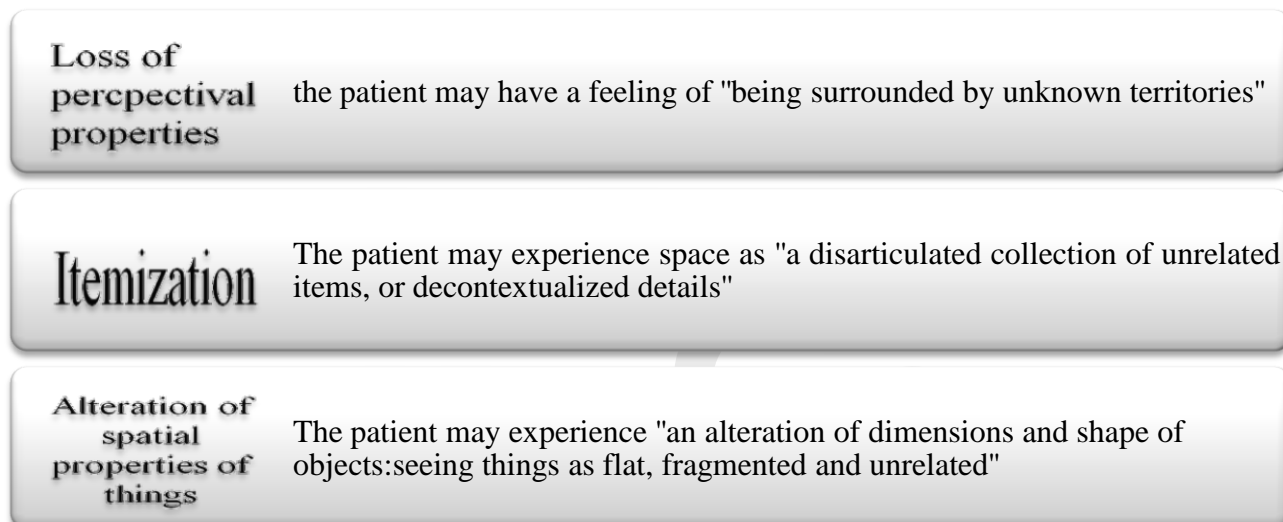 Loss of
percpectival
properties
the patient may have a feeling of "being surrounded by unknown territories"
Itemization
The patient may experience space as "a disarticulated collection of unrelated
items, or decontextualized details"
Alteration of
spatial
properties of
things
The patient may experience "an alteration of dimensions and shape of
objects:seeing things as flat, fragmented and unrelated"